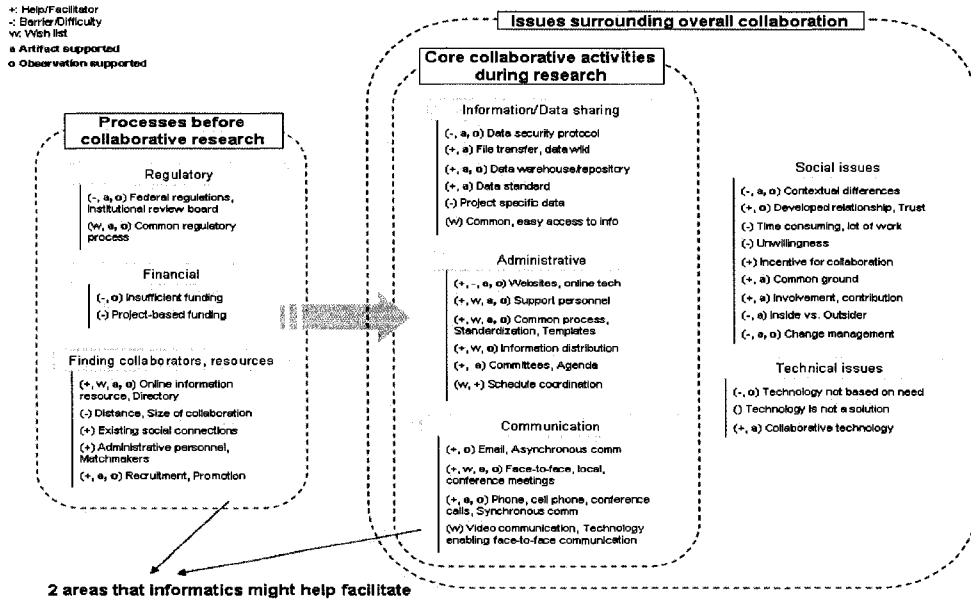 +: Help/Facilitator
-: Barrier/Difficulty
w: Wish list
a Artifact supported
o Observation supported
Issues surrounding overall collaboration
Core collaborative activities
during research
Processes before
collaborative research
Regulatory
(-, a, o) Federal regulations,
Institutional review board
(w, a, o) Common regulatory
process
Financial
(-, o) Insufficient funding
(-) Project-based funding
Finding collaborators, resources
(+, w, a, o) Online information
resource, Directory
(-) Distance, Size of collaboration
(+) Existing social connections
(+) Administrative personnel,
Matchmakers
(+, a, o) Recruitment, Promotion
Information/Data sharing
(-, a, o) Data security protocol
(+, a) File transfer, data wiki
(+, a, o) Data warehouse/repository
(+, a) Data standard
(-) Project specific data
(w) Common, easy access to info
Administrative
(+, -, a, o) Websites, online tech
(+, w, a, o) Support personnel
(+, w, a, o) Common process,
Standerdization, Templates
(+, w, o) Information distribution
(+, a) Committees, Agenda
(w, +) Schedule coordination
Communication
(+, o) Email, Asynchronous comm
(+, w, a, o) Face-to-face, local,
conference meetings
(+, a, o) Phone, cell phone, conference
calls, Synchronous comm
(w) Video communication, Technology
enabling face-to-face communication
Social issues
(-, a, o) Contextual differences
(+, o) Developed relationship, Trust
(-) Time consuming, lot of work
(-) Unwillingness
(+) Incentive for collaboration
(+, a) Common ground
(+, a) Involvement, contribution
(-, a) Inside vs. Outsider
(-, a, o) Change management
Technical issues
(-, o) Technology not based on need
() Technology is not a solution
(+, a) Collaborative technology
2 areas that informatics might help facilitate